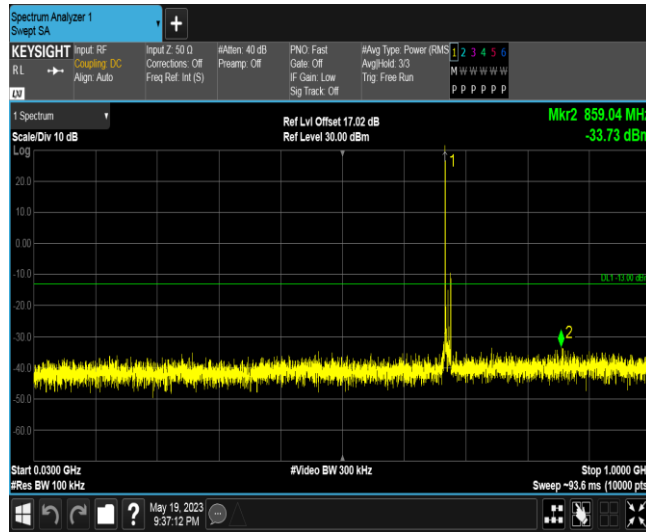 Spectrum Analyzer 1
Swept SA
+
KEYSIGHT
RL
LXI
Input: RF
Coupling: DC
Align: Auto
Input Z: 50 Ω
Corrections: Off
Freq Ref: Int (S)
#Atten: 40 dB
Preamp: Off
PNO: Fast
Gate: Off
IF Gain: Low
Sig Track: Off
#Avg Type: Power (RMS
Avg|Hold: 3/3
Trig: Free Run
1 2 3 4 5 6
M W W W W W
P P P P P P
1 Spectrum
Scale/Div 10 dB
Ref Lvl Offset 17.02 dB
Ref Level 30.00 dBm
Mkr2 859.04 MHz
-33.73 dBm
Log
1
20.0
10.0
0.00
-10.0
DL1 -13.00 dBm
-20.0
-30.0
2
-40.0
-50.0
-60.0
Start 0.0300 GHz
#Res BW 100 kHz
#Video BW 300 kHz
Stop 1.0000 GHz
Sweep ~93.6 ms (10000 pts
?
May 19, 2023
9:37:12 PM